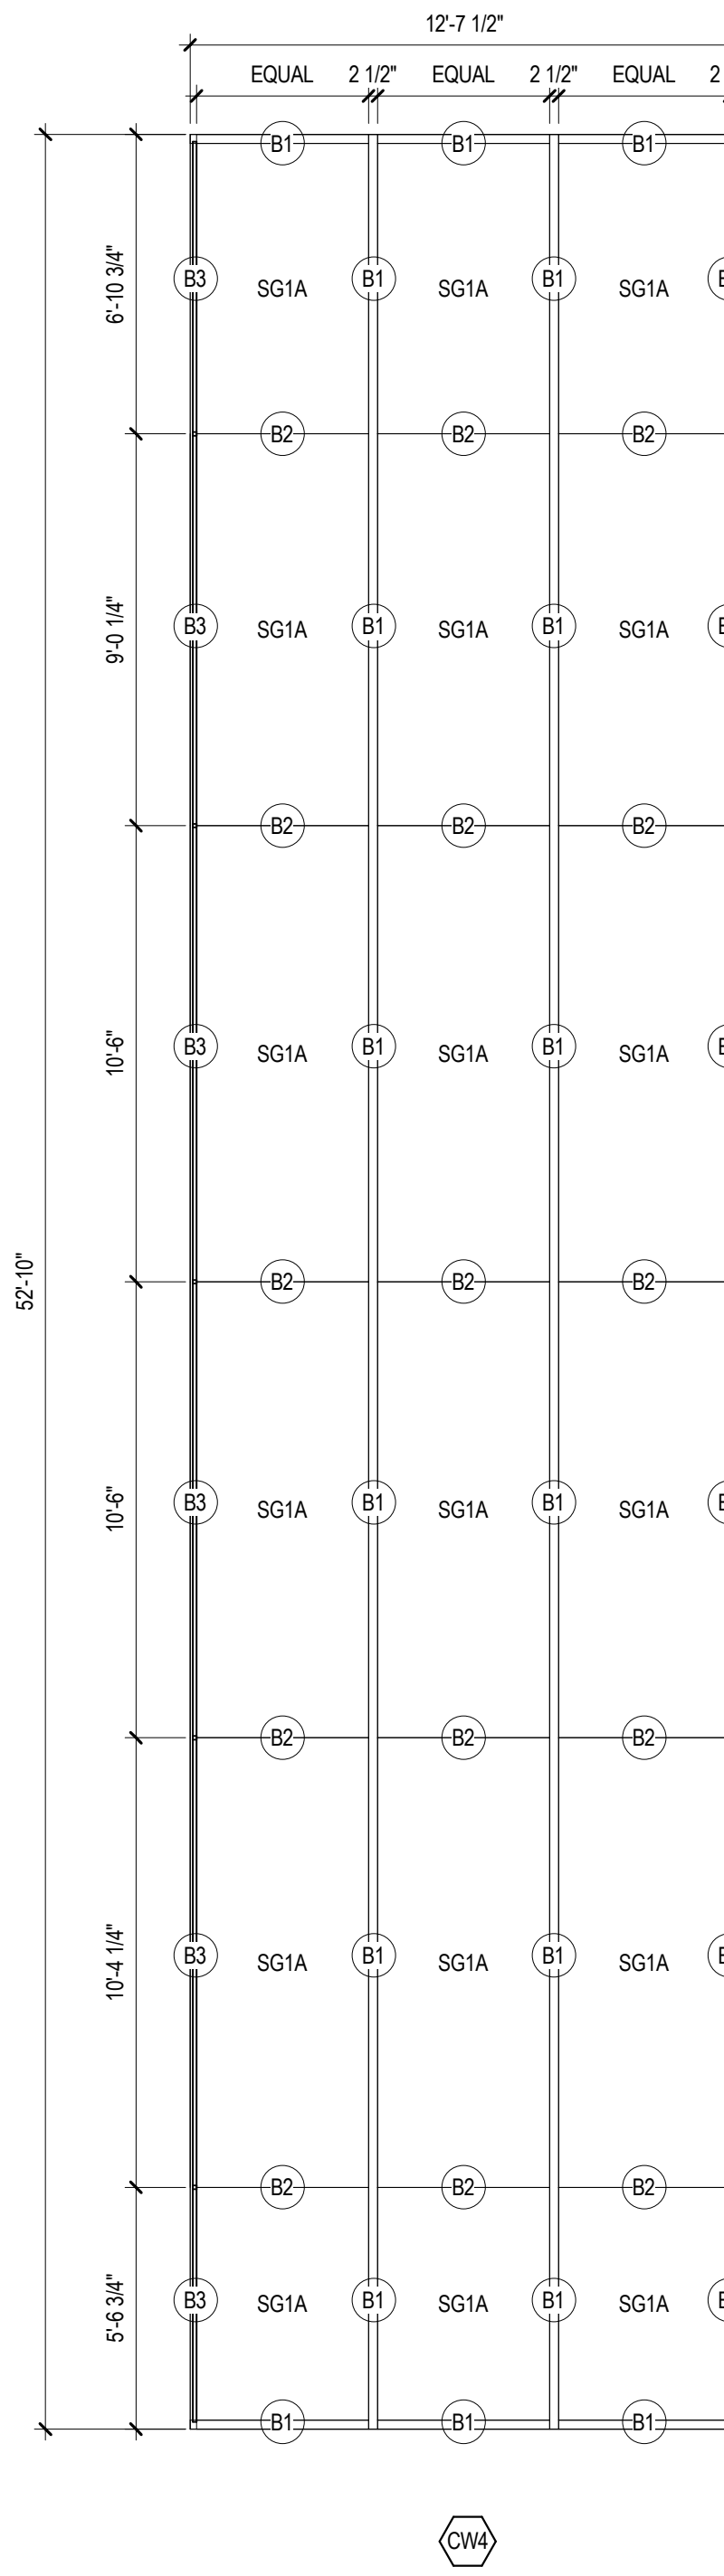 12'-7 1/2"
EQUAL 2 1/2" EQUAL 2 1/2" EQUAL 2
B1 B1 B1
6'-10 3/4"
B3 SG1A B1 SG1A B1 SG1A
B2 B2 B2
9'-0 1/4"
B3 SG1A B1 SG1A B1 SG1A
B2 B2 B2
10'-6"
B3 SG1A B1 SG1A B1 SG1A
52'-10"
B2 B2 B2
10'-6"
B3 SG1A B1 SG1A B1 SG1A
B2 B2 B2
10'-4 1/4"
B3 SG1A B1 SG1A B1 SG1A
B2 B2 B2
5'-6 3/4"
B3 SG1A B1 SG1A B1 SG1A
B1 B1 B1
CW4